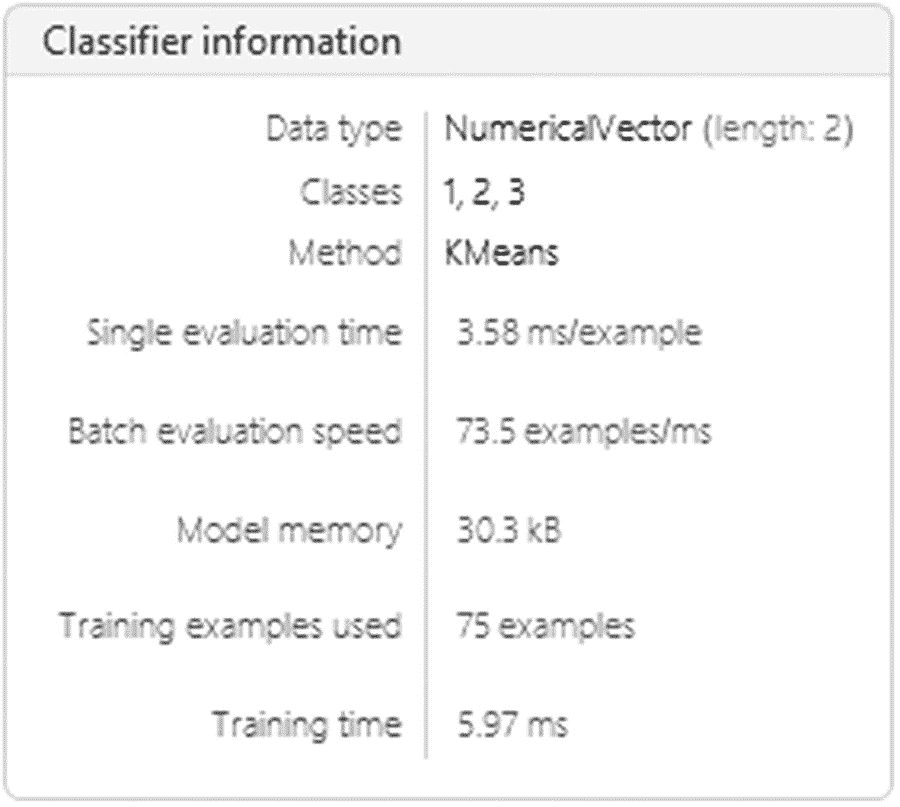 Classifier information
Data type NumericalVector (length: 2)
Classes 1, 2, 3
Method KMeans
Single evaluation time 3.58 ms/example
Batch evaluation speed 73.5 examples/ms
Model memory 30.3 kB
Training examples used 75 examples
Training time 5.97 ms